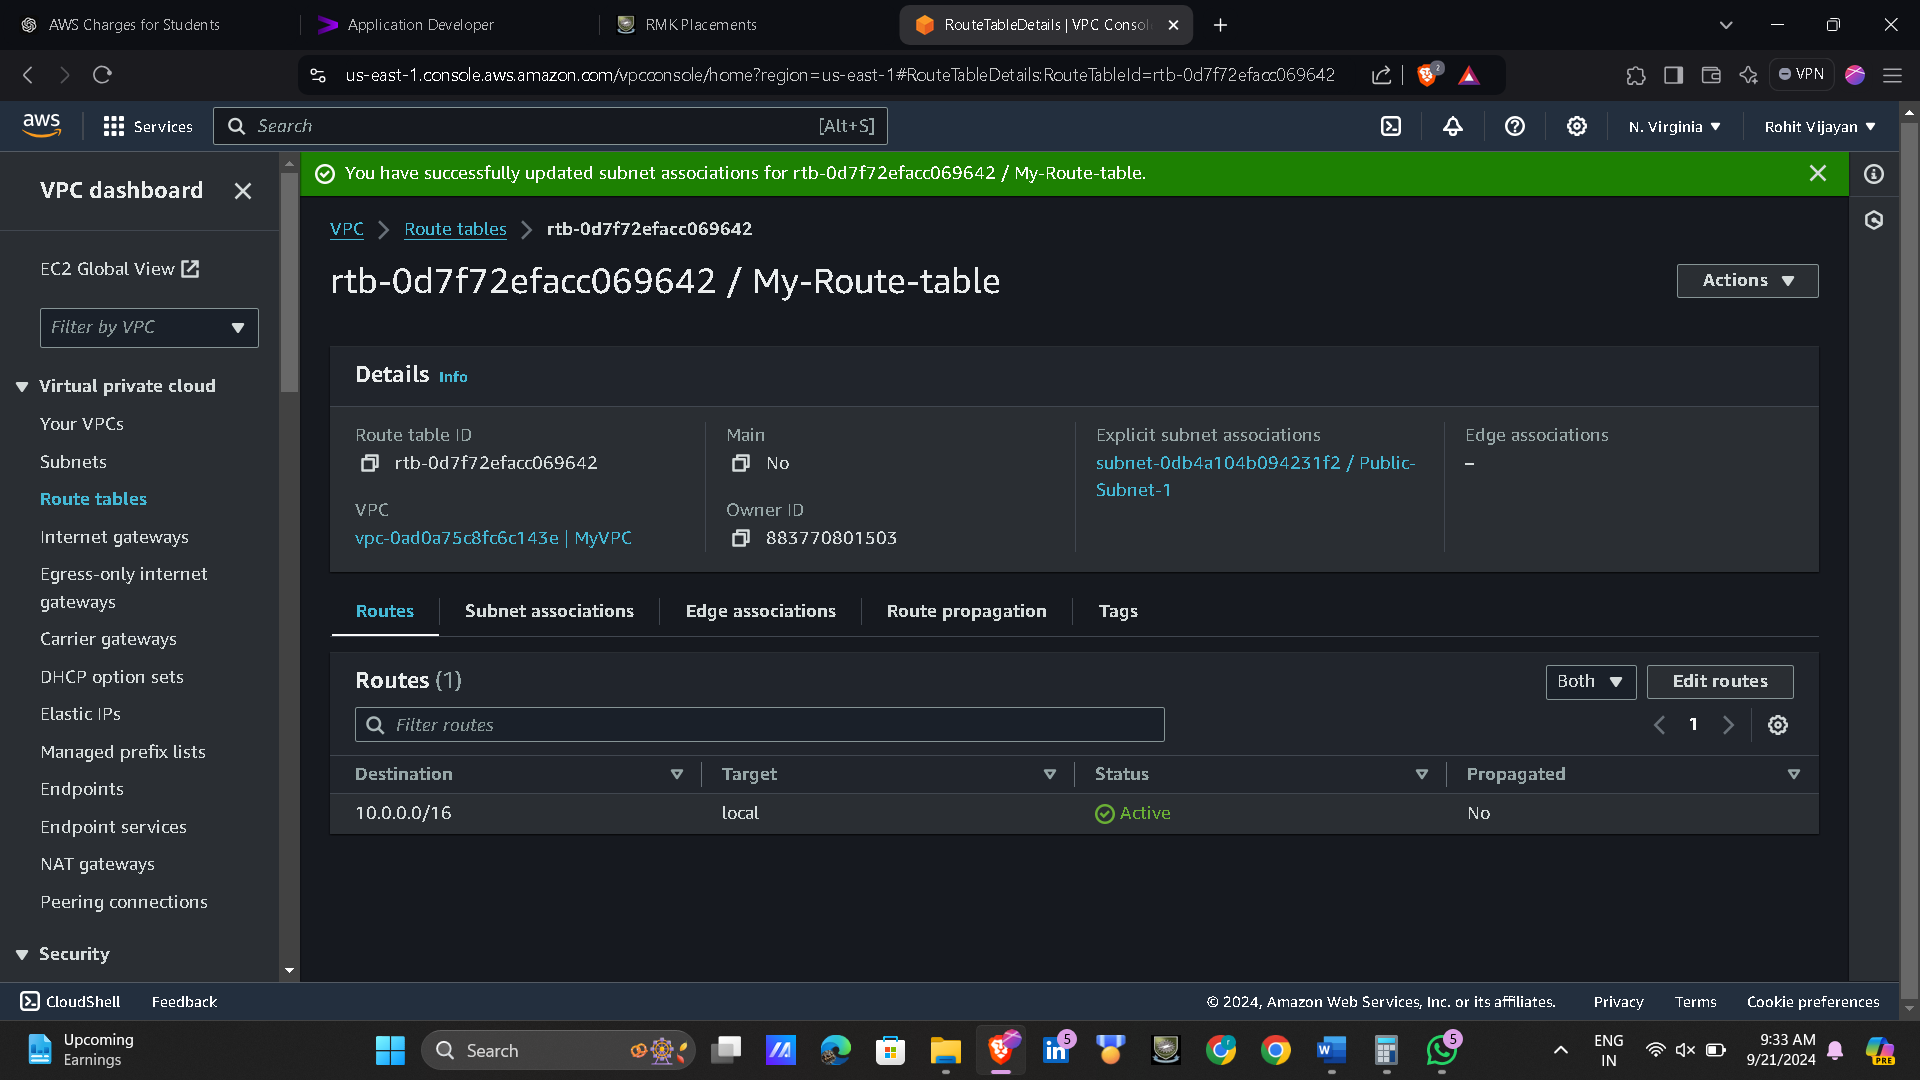 AWS Charges for Students
Application Developer
RMK Placements
RouteTableDetails | VPC Consol
us-east-1.console.aws.amazon.com/vpcconsole/home?region=us-east-1#RouteTableDetails:RouteTableId=rtb-0d7f72efacc069642
2
VPN
aws
Services
Search
[Alt+S]
N. Virginia
Rohit Vijayan
VPC dashboard
EC2 Global View
Filter by VPC
Virtual private cloud
Your VPCs
Subnets
Route tables
Internet gateways
Egress-only internet
gateways
Carrier gateways
DHCP option sets
Elastic IPs
Managed prefix lists
Endpoints
Endpoint services
NAT gateways
Peering connections
Security
You have successfully updated subnet associations for rtb-0d7f72efacc069642 / My-Route-table.
VPC
Route tables
rtb-0d7f72efacc069642
rtb-0d7f72efacc069642 / My-Route-table
Actions
Details Info
Route table ID
rtb-0d7f72efacc069642
Main
No
Explicit subnet associations
subnet-0db4a104b094231f2 / Public-
Subnet-1
Edge associations
–
VPC
vpc-0ad0a75c8fc6c143e | MyVPC
Owner ID
883770801503
Routes
Subnet associations
Edge associations
Route propagation
Tags
Routes (1)
Both
Edit routes
Filter routes
1
Destination
Target
Status
Propagated
10.0.0.0/16
local
Active
No
CloudShell
Feedback
© 2024, Amazon Web Services, Inc. or its affiliates.
Privacy
Terms
Cookie preferences
Upcoming
Earnings
Search
5
5
ENG
IN
9:33 AM
9/21/2024
PRE